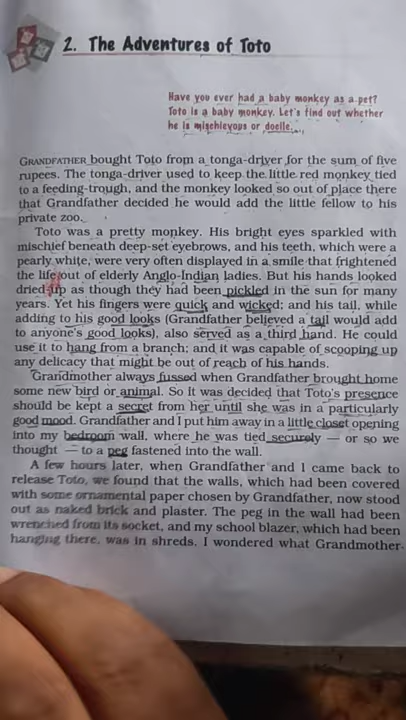 2. The Adventures of Toto
Have you ever had a baby monkey as a pet?
Toto is a baby monkey. Let's find out whether
he is mischievous or docile.
GRANDFATHER bought Toto from a tonga-driver for the sum of five
rupees. The tonga-driver used to keep the little red monkey tied
to a feeding-trough, and the monkey looked so out of place there
that Grandfather decided he would add the little fellow to his
private zoo.
Toto was a pretty monkey. His bright eyes sparkled with
mischief beneath deep-set eyebrows, and his teeth, which were a
pearly white, were very often displayed in a smile that frightened
the life out of elderly Anglo-Indian ladies. But his hands looked
dried-up as though they had been pickled in the sun for many
years. Yet his fingers were quick and wicked; and his tail, while
adding to his good looks (Grandfather believed a tail would add
to anyone's good looks), also served as a third hand. He could
use it to hang from a branch; and it was capable of scooping up
any delicacy that might be out of reach of his hands.
Grandmother always fussed when Grandfather brought home
some new bird or animal. So it was decided that Toto's presence
should be kept a secret from her until she was in a particularly
good mood. Grandfather and I put him away in a little closet opening
into my bedroom wall, where he was tied securely — or so we
thought — to a peg fastened into the wall.
A few hours later, when Grandfather and I came back to
release Toto, we found that the walls, which had been covered
with some ornamental paper chosen by Grandfather, now stood
out as naked brick and plaster. The peg in the wall had been
wrenched from its socket, and my school blazer, which had been
hanging there, was in shreds. I wondered what Grandmother